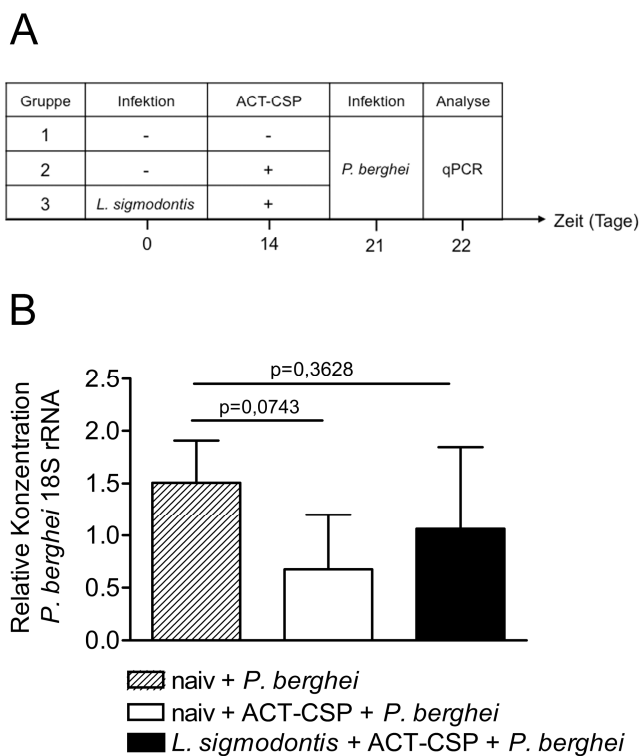 A
Gruppe Infektion ACT-CSP Infektion Analyse
1 - -
2 - + P. berghei qPCR
3 L. sigmodontis +
Zeit (Tage)
0 14 21 22
B
Relative Konzentration
P. berghei 18S rRNA
2.5
2.0
1.5
1.0
0.5
0.0
p=0,3628
p=0,0743
naiv + P. berghei
naiv + ACT-CSP + P. berghei
L. sigmodontis + ACT-CSP + P. berghei